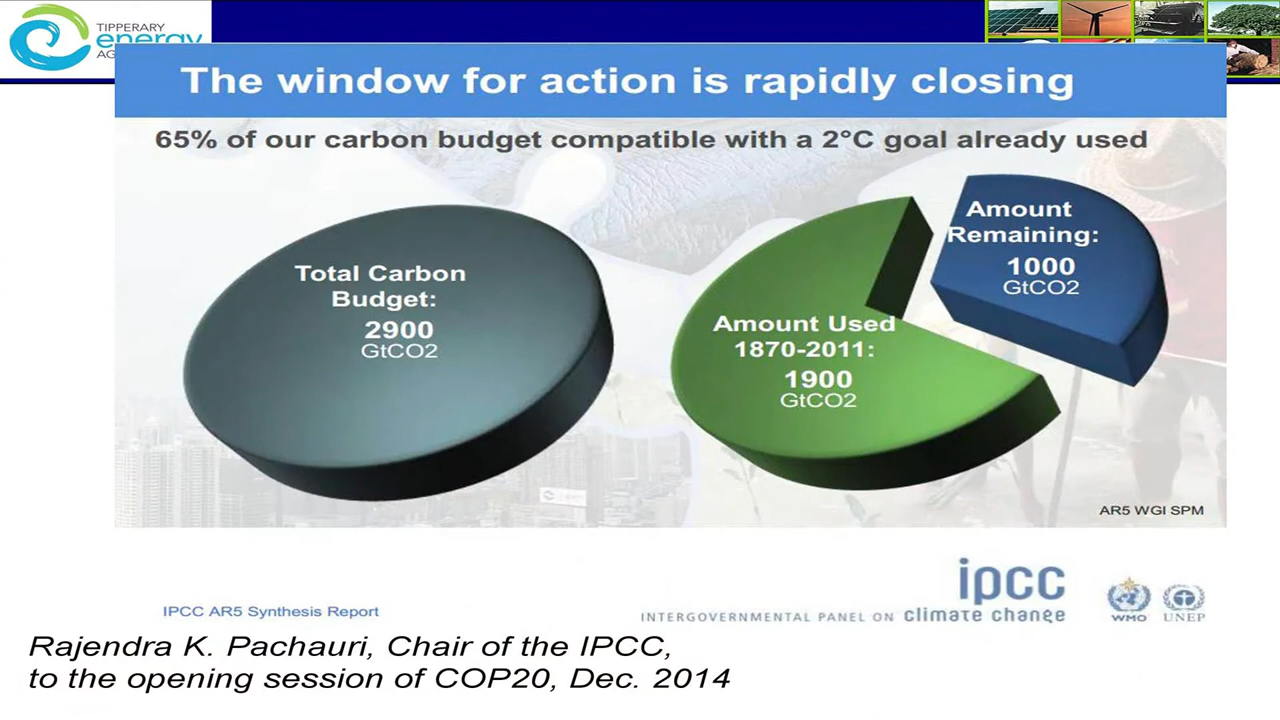 TIPPERARY
energy
The window for action is rapidly closing
65% of our carbon budget compatible with a 2°C goal already used
Total Carbon
Budget:
2900
GtCO2
Amount Used
1870-2011:
1900
GtCO2
Amount
Remaining:
1000
GtCO2
AR5 WGI SPM
IPCC AR5 Synthesis Report
ipcc
INTERGOVERNMENTAL PANEL ON climate change
WMO
UNEP
Rajendra K. Pachauri, Chair of the IPCC,
to the opening session of COP20, Dec. 2014